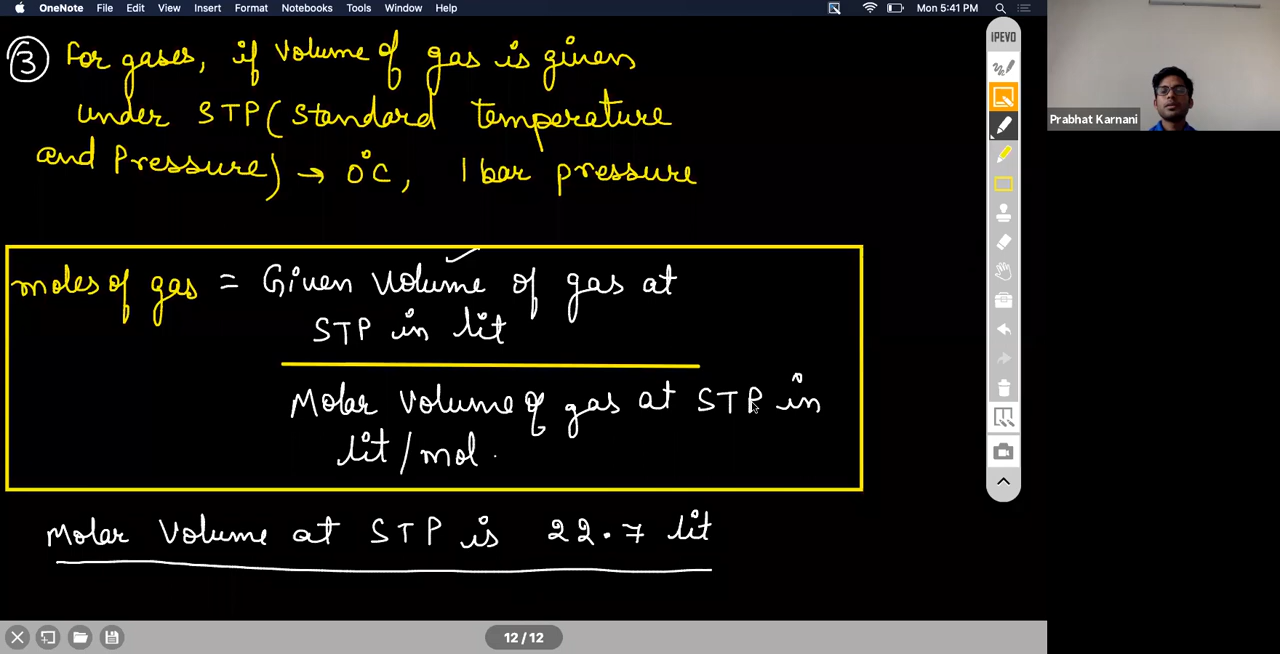 OneNote File Edit View Insert Format Notebooks Tools Window Help Mon 5:41 PM
IPEVO
Prabhat Karnani
3 For gases, if volume of gas is given
under STP (Standard temperature
and Pressure) → 0°C, 1 bar pressure
moles of gas = Given volume of gas at
STP in lit
Molar volume of gas at STP in
lit/mol.
Molar Volume at STP is 22.7 lit
12/12